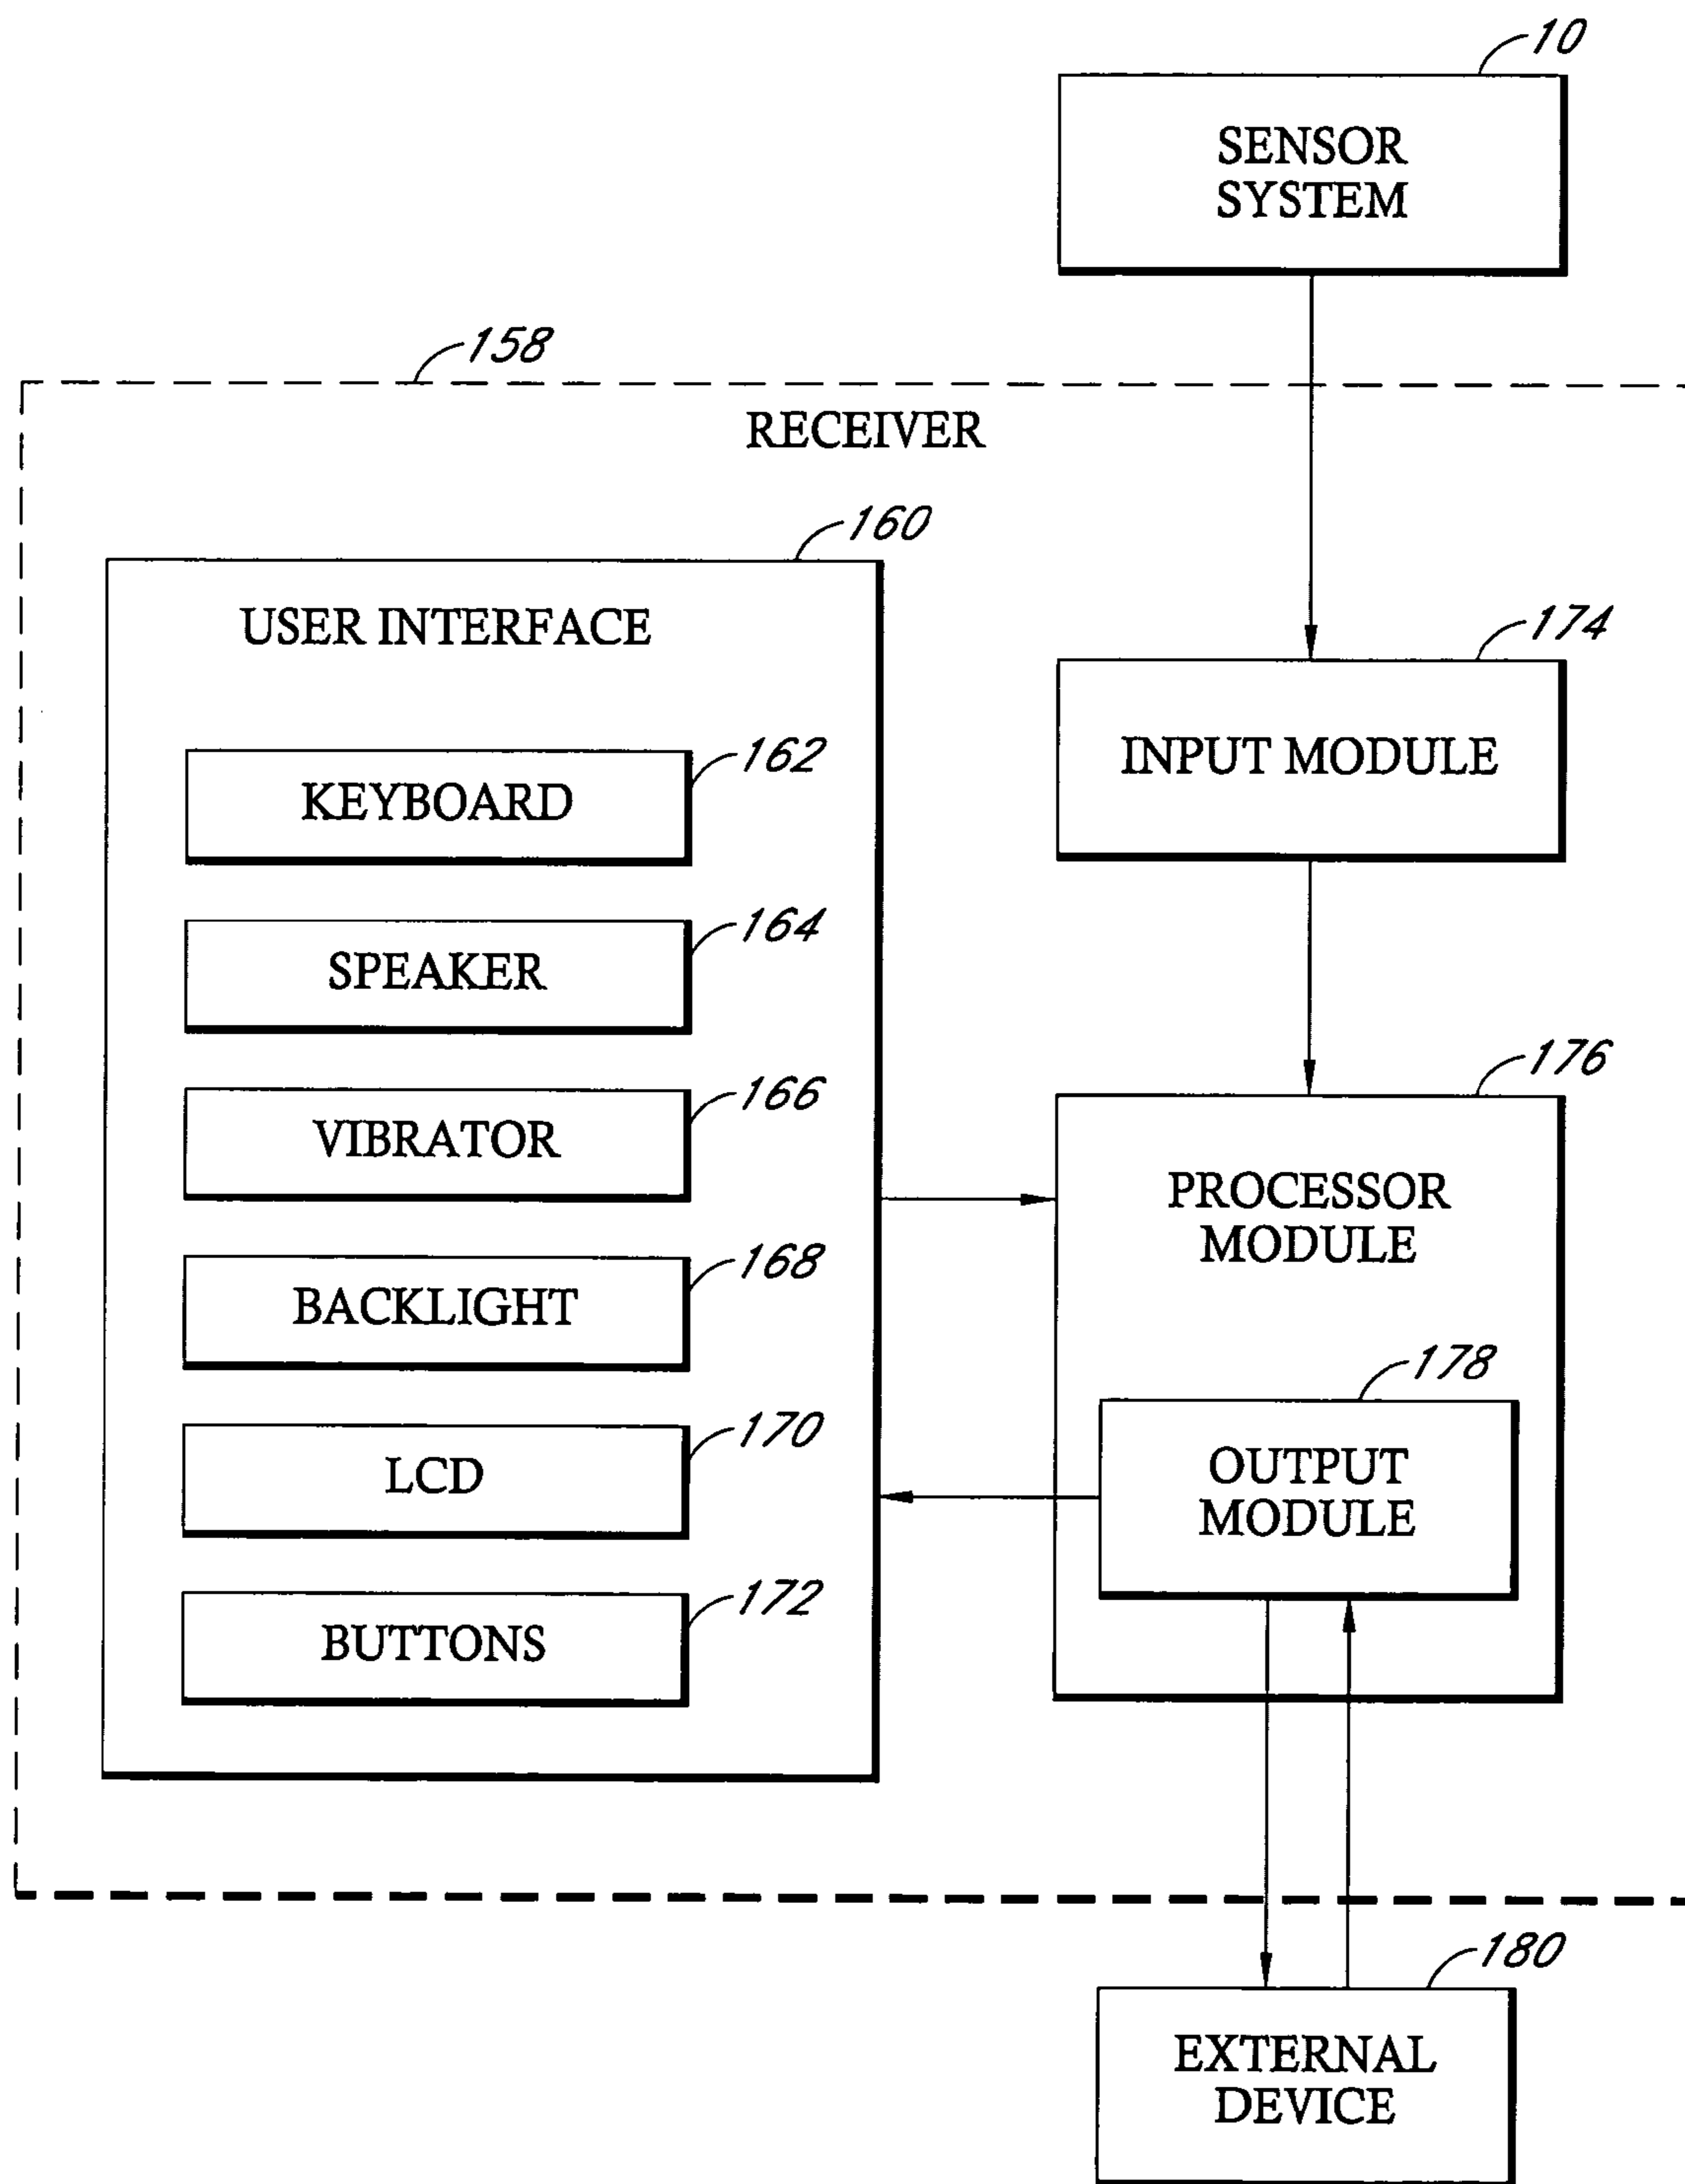 10
SENSOR
SYSTEM
158
RECEIVER
160
USER INTERFACE
174
INPUT MODULE
162
KEYBOARD
164
SPEAKER
166
VIBRATOR
168
BACKLIGHT
170
LCD
172
BUTTONS
176
PROCESSOR
MODULE
178
OUTPUT
MODULE
180
EXTERNAL
DEVICE